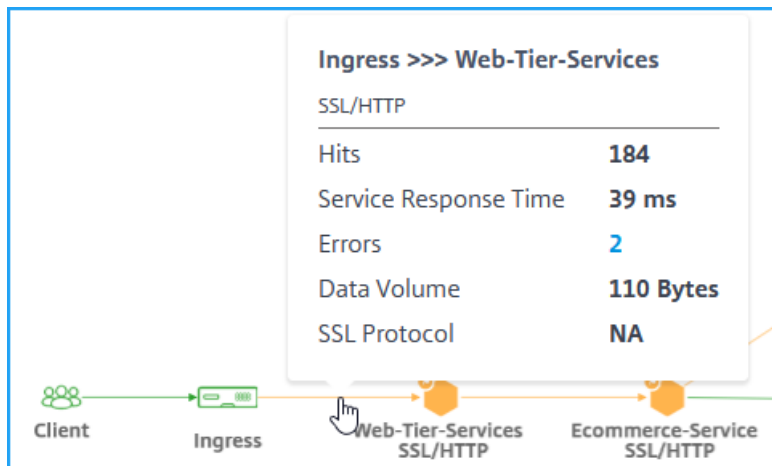 Ingress >>> Web-Tier-Services
SSL/HTTP
Hits 184
Service Response Time 39 ms
Errors 2
Data Volume 110 Bytes
SSL Protocol NA
Client
Ingress
Web-Tier-Services
SSL/HTTP
Ecommerce-Service
SSL/HTTP